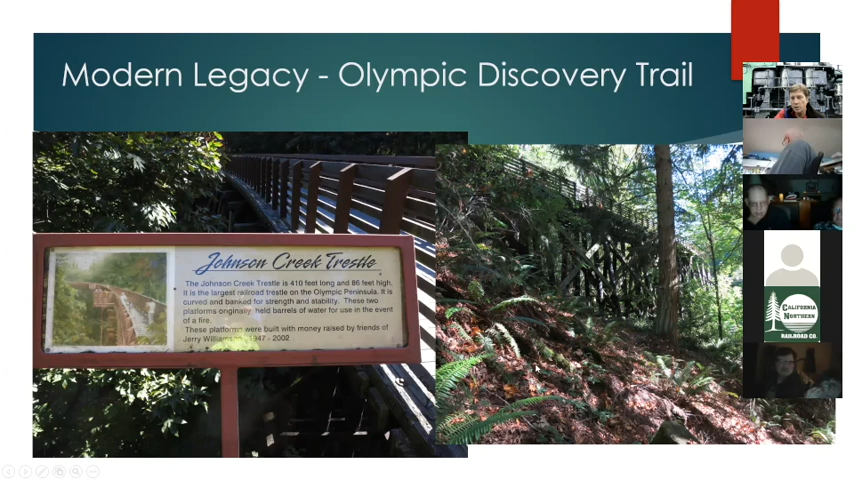 Modern Legacy - Olympic Discovery Trail
Johnson Creek Trestle
The Johnson Creek Trestle is 410 feet long and 86 feet high.
It is the largest railroad trestle on the Olympic Peninsula. It is
curved and banked for strength and stability. These two
platforms originally held barrels of water for use in the event
of a fire.
These platforms were built with money raised by friends of
Jerry 1947 - 2002
CALIFORNIA
NORTHERN
RAILROAD CO.